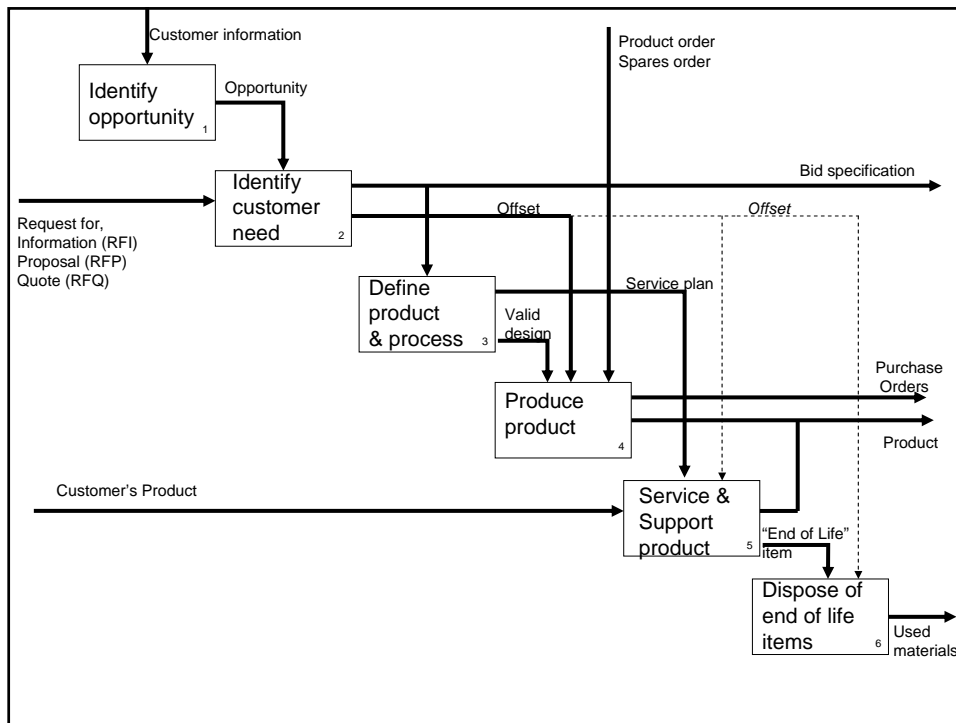 Customer information
Product order
Spares order
Identify
opportunity
1
Opportunity
Bid specification
Identify
customer
need
2
Offset
Offset
Request for,
Information (RFI)
Proposal (RFP)
Quote (RFQ)
Define
product
& process
3
Service plan
Valid
design
Purchase
Orders
Produce
product
4
Product
Customer’s Product
Service &
Support
product
5
“End of Life”
item
Dispose of
end of life
items
6
Used
materials